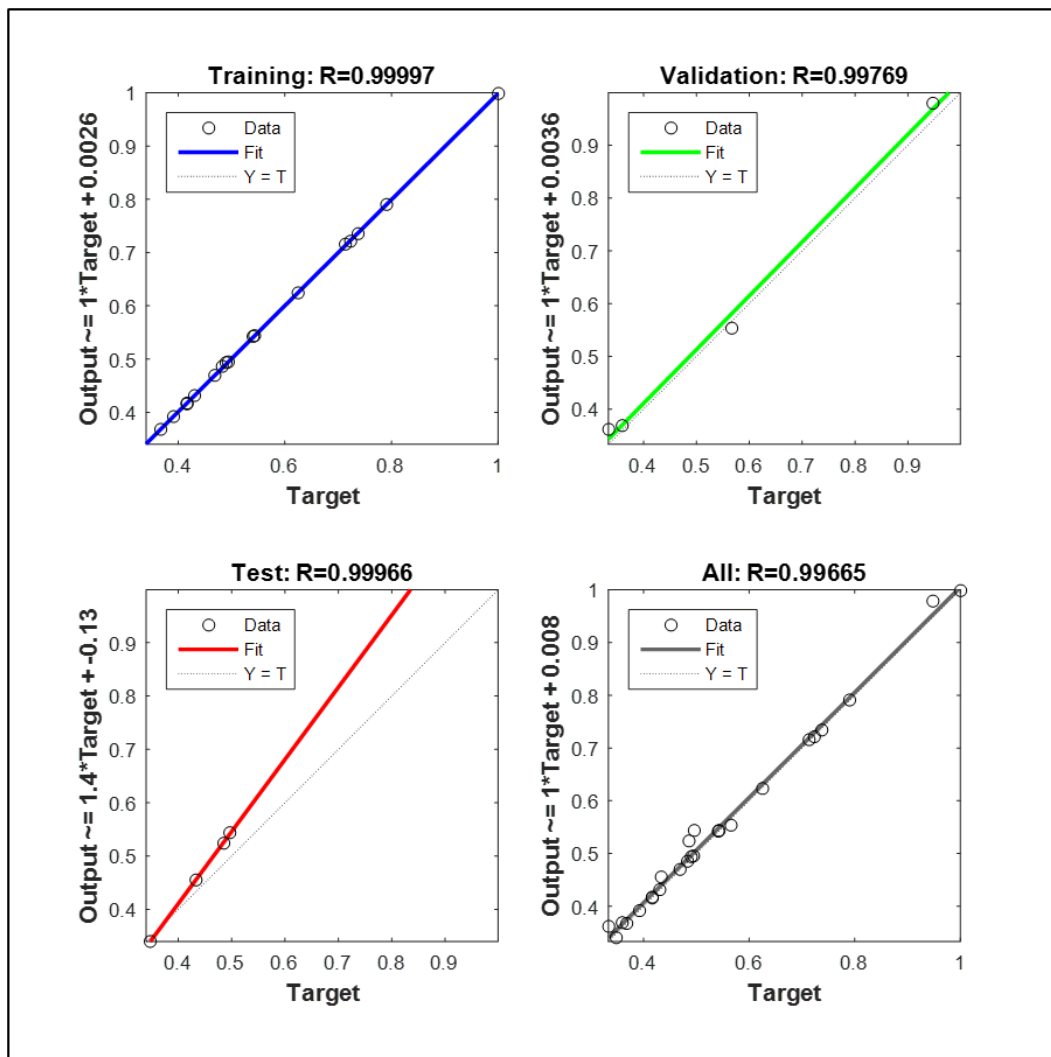 Training: R=0.99997
Output ~= 1*Target + 0.0026
1
0.9
0.8
0.7
0.6
0.5
0.4
Data
Fit
Y = T
0.4
0.6
0.8
1
Target
Validation: R=0.99769
Output ~= 1*Target + 0.0036
0.9
0.8
0.7
0.6
0.5
0.4
Data
Fit
Y = T
0.4
0.5
0.6
0.7
0.8
0.9
Target
Test: R=0.99966
Output ~= 1.4*Target + -0.13
0.9
0.8
0.7
0.6
0.5
0.4
Data
Fit
Y = T
0.4
0.5
0.6
0.7
0.8
0.9
Target
All: R=0.99665
Output ~= 1*Target + 0.008
1
0.9
0.8
0.7
0.6
0.5
0.4
Data
Fit
Y = T
0.4
0.6
0.8
1
Target